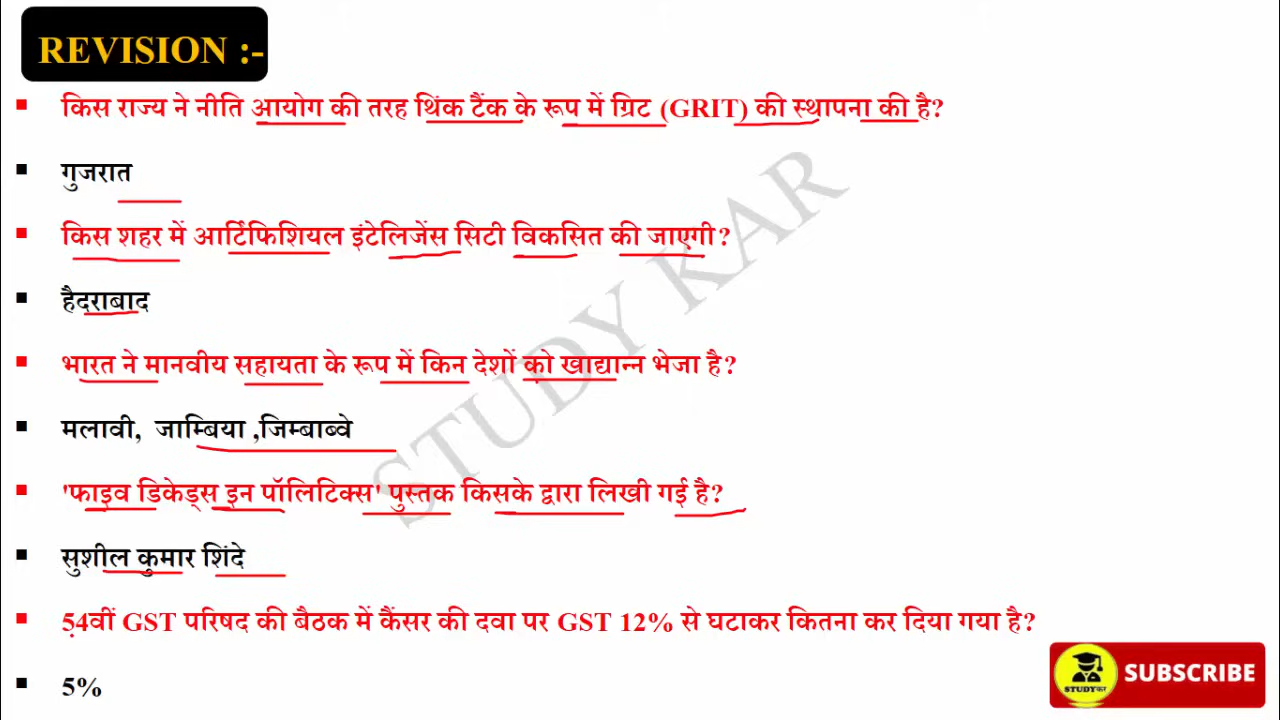 REVISION :-
किस राज्य ने नीति आयोग की तरह थिंक टैंक के रूप में ग्रिट (GRIT) की स्थापना की है?
गुजरात
किस शहर में आर्टिफिशियल इंटेलिजेंस सिटी विकसित की जाएगी?
हैदराबाद
भारत ने मानवीय सहायता के रूप में किन देशों को खाद्यान्न भेजा है?
मलावी, जाम्बिया ,जिम्बाब्वे
'फाइव डिकेड्स इन पॉलिटिक्स' पुस्तक किसके द्वारा लिखी गई है?
सुशील कुमार शिंदे
54वीं GST परिषद की बैठक में कैंसर की दवा पर GST 12% से घटाकर कितना कर दिया गया है?
5%
STUDY KAR
STUDYकर
SUBSCRIBE